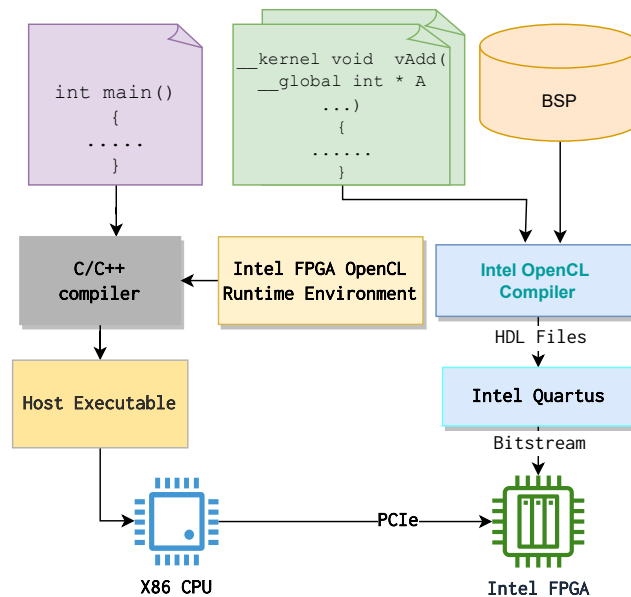 int main()
{
.....
}
__kernel void vAdd(
__global int * A
...)
{
......
}
BSP
C/C++
compiler
Intel FPGA OpenCL
Runtime Environment
Intel OpenCL
Compiler
HDL Files
Host Executable
Intel Quartus
Bitstream
PCIe
X86 CPU
Intel FPGA